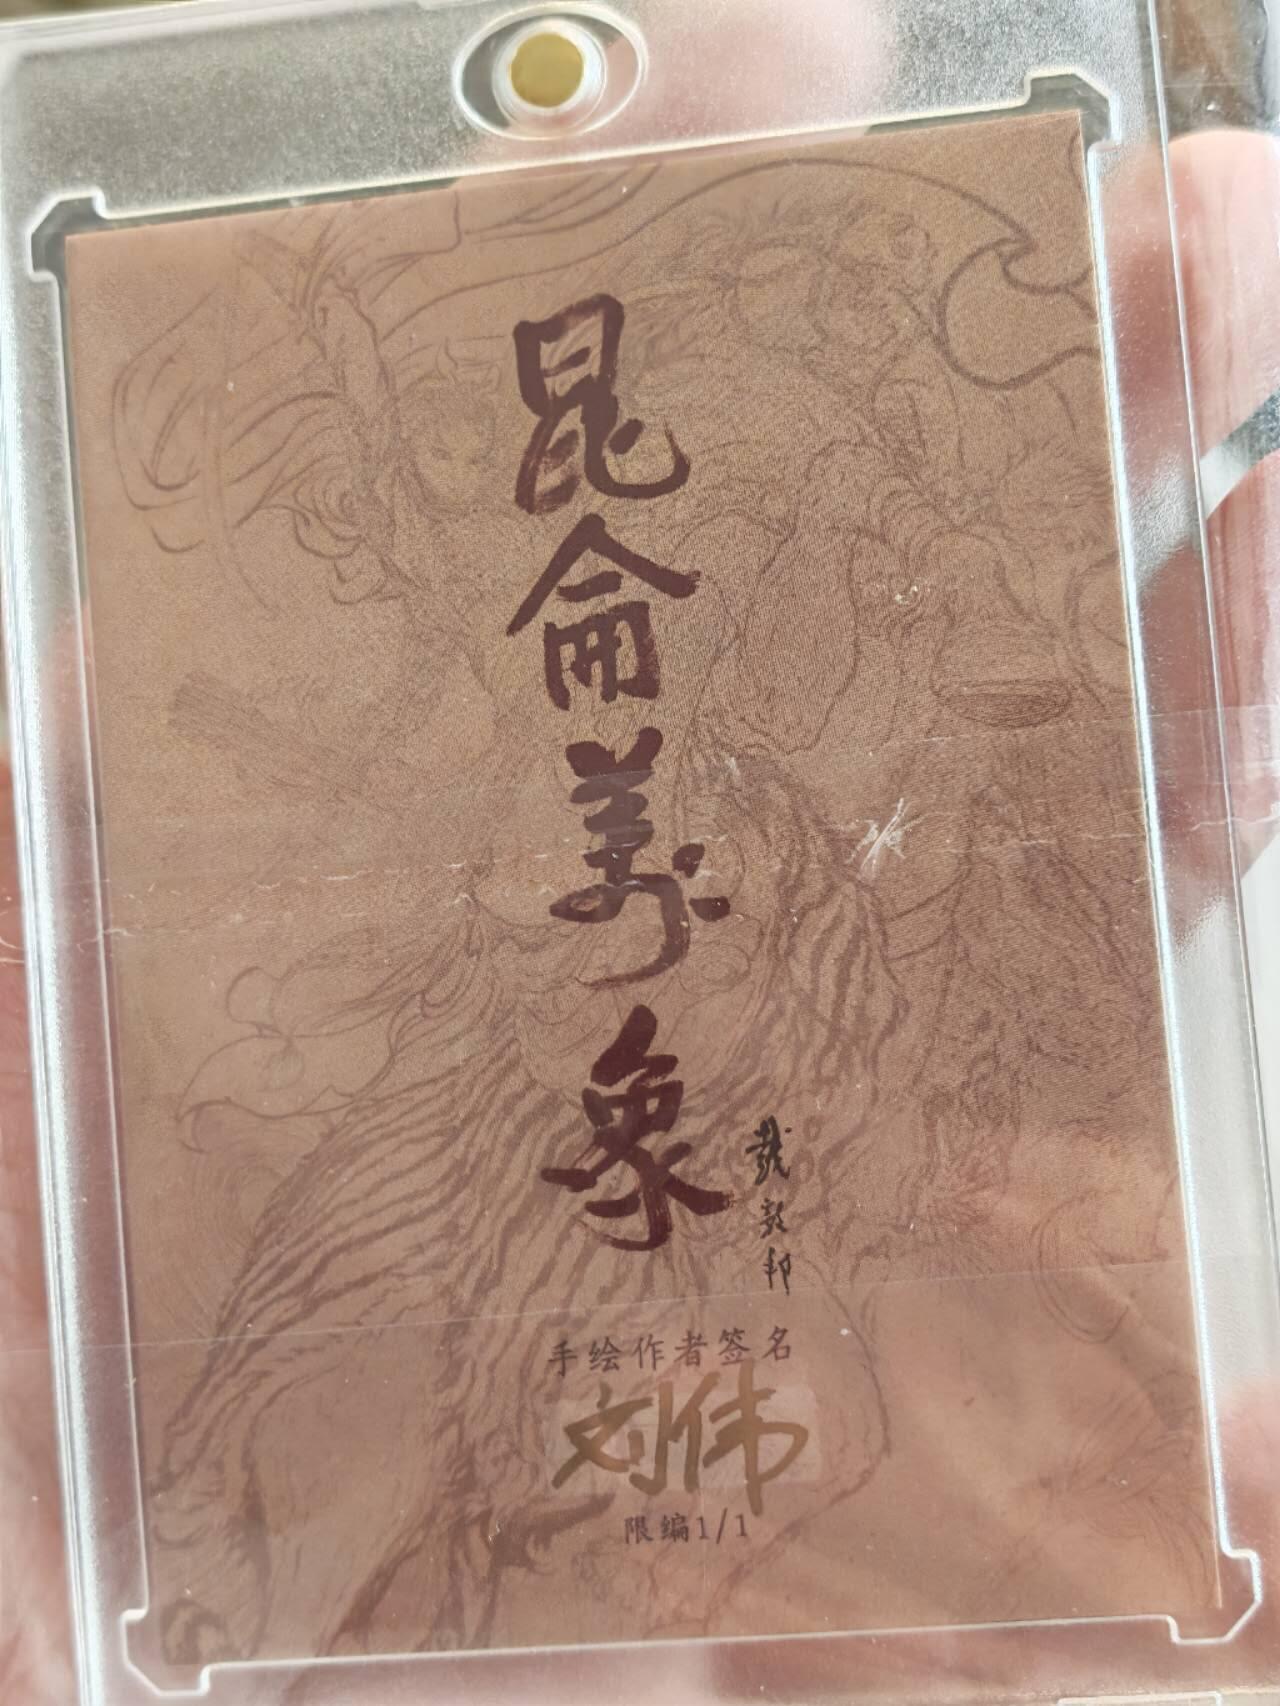 昆侖萬象
戴敦邦
手绘作者签名
刘伟
限编1/1